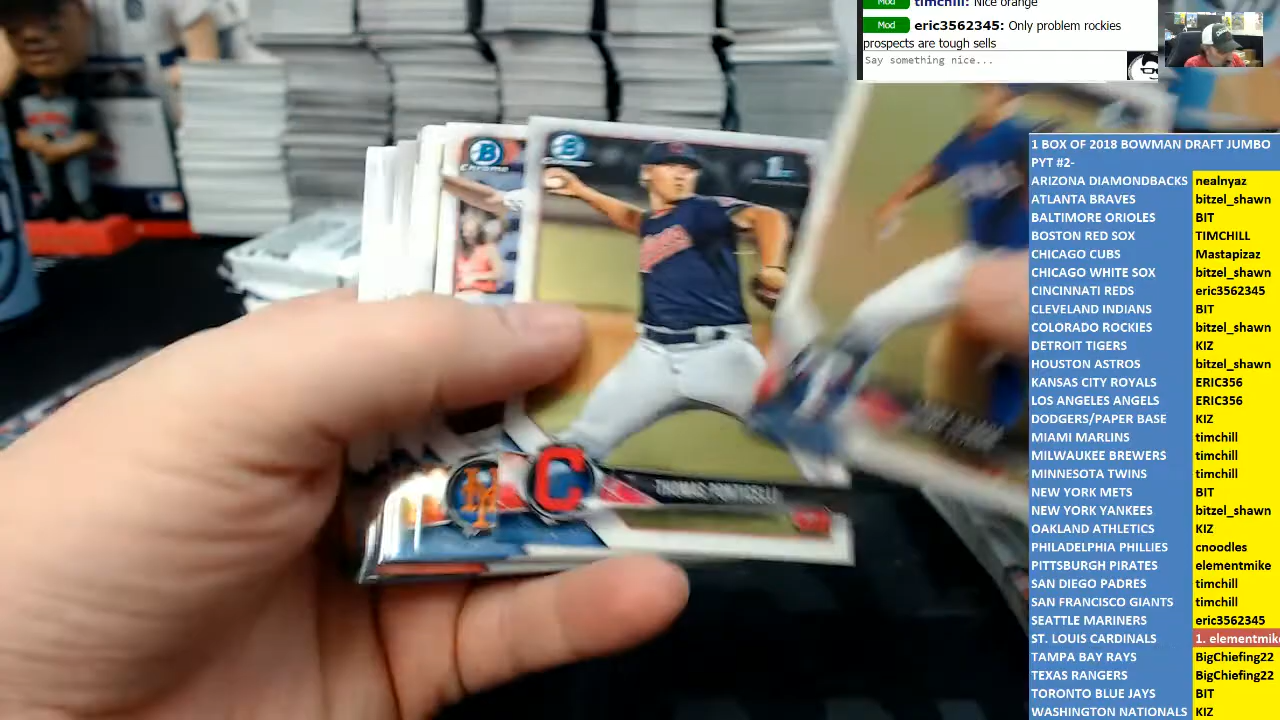 Mod timchill: Nice orange
Mod eric3562345: Only problem rockies
prospects are tough sells
Say something nice...
1 BOX OF 2018 BOWMAN DRAFT JUMBO
PYT #2-
ARIZONA DIAMONDBACKS nealnyaz
ATLANTA BRAVES bitzel_shawn
BALTIMORE ORIOLES BIT
BOSTON RED SOX TIMCHILL
CHICAGO CUBS Mastapizaz
CHICAGO WHITE SOX bitzel_shawn
CINCINNATI REDS eric3562345
CLEVELAND INDIANS BIT
COLORADO ROCKIES bitzel_shawn
DETROIT TIGERS KIZ
HOUSTON ASTROS bitzel_shawn
KANSAS CITY ROYALS ERIC356
LOS ANGELES ANGELS ERIC356
DODGERS/PAPER BASE KIZ
MIAMI MARLINS timchill
MILWAUKEE BREWERS timchill
MINNESOTA TWINS timchill
NEW YORK METS BIT
NEW YORK YANKEES bitzel_shawn
OAKLAND ATHLETICS KIZ
PHILADELPHIA PHILLIES cnoodles
PITTSBURGH PIRATES elementmike
SAN DIEGO PADRES timchill
SAN FRANCISCO GIANTS timchill
SEATTLE MARINERS eric3562345
ST. LOUIS CARDINALS 1. elementmike
TAMPA BAY RAYS BigChiefing22
TEXAS RANGERS BigChiefing22
TORONTO BLUE JAYS BIT
WASHINGTON NATIONALS KIZ
B
Chrome
B
1st
C
THOMAS PONTICELLI